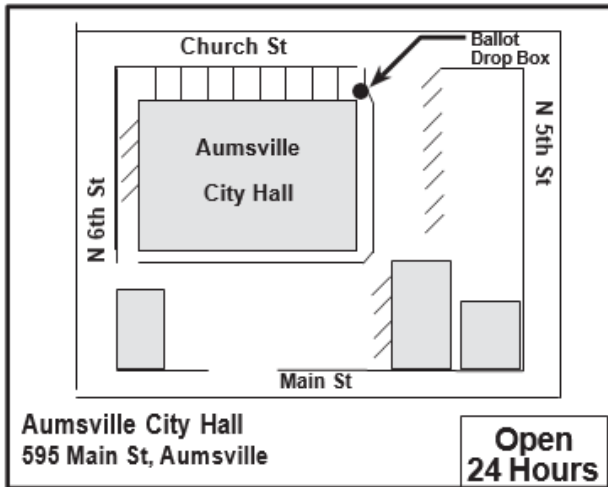 Church St
Ballot
Drop Box
Aumsville
City Hall
N 6th St
N 5th St
Main St
Aumsville City Hall
595 Main St, Aumsville
Open
24 Hours